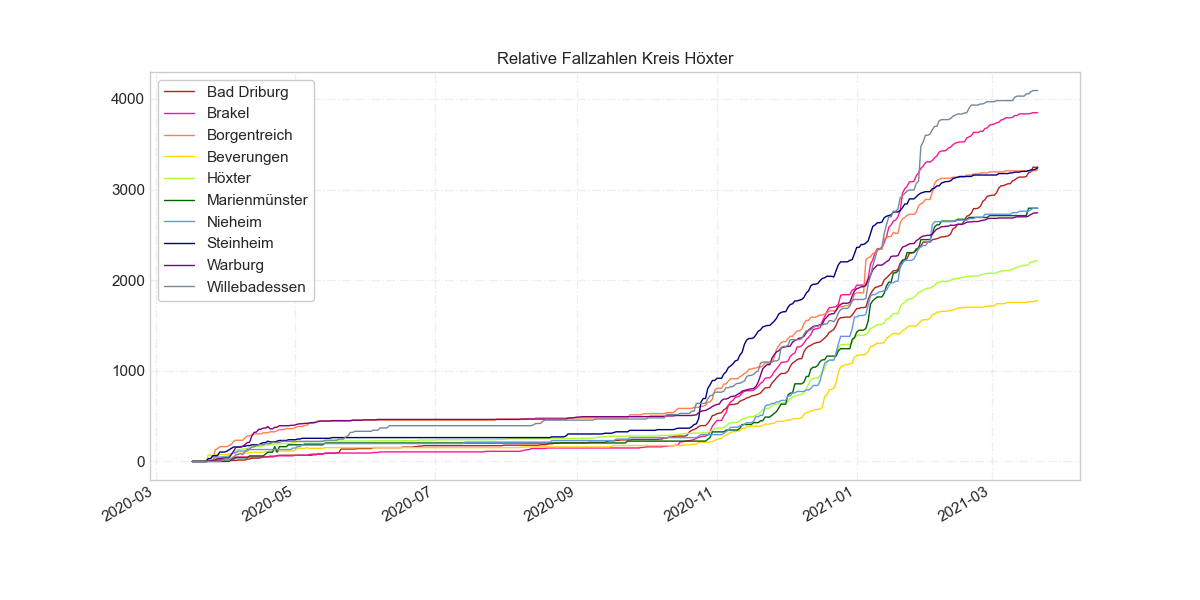 Relative Fallzahlen Kreis Höxter
Bad Driburg
Brakel
Borgentreich
Beverungen
Höxter
Marienmünster
Nieheim
Steinheim
Warburg
Willebadessen
4000
3000
2000
1000
0
2020-03
2020-05
2020-07
2020-09
2020-11
2021-01
2021-03